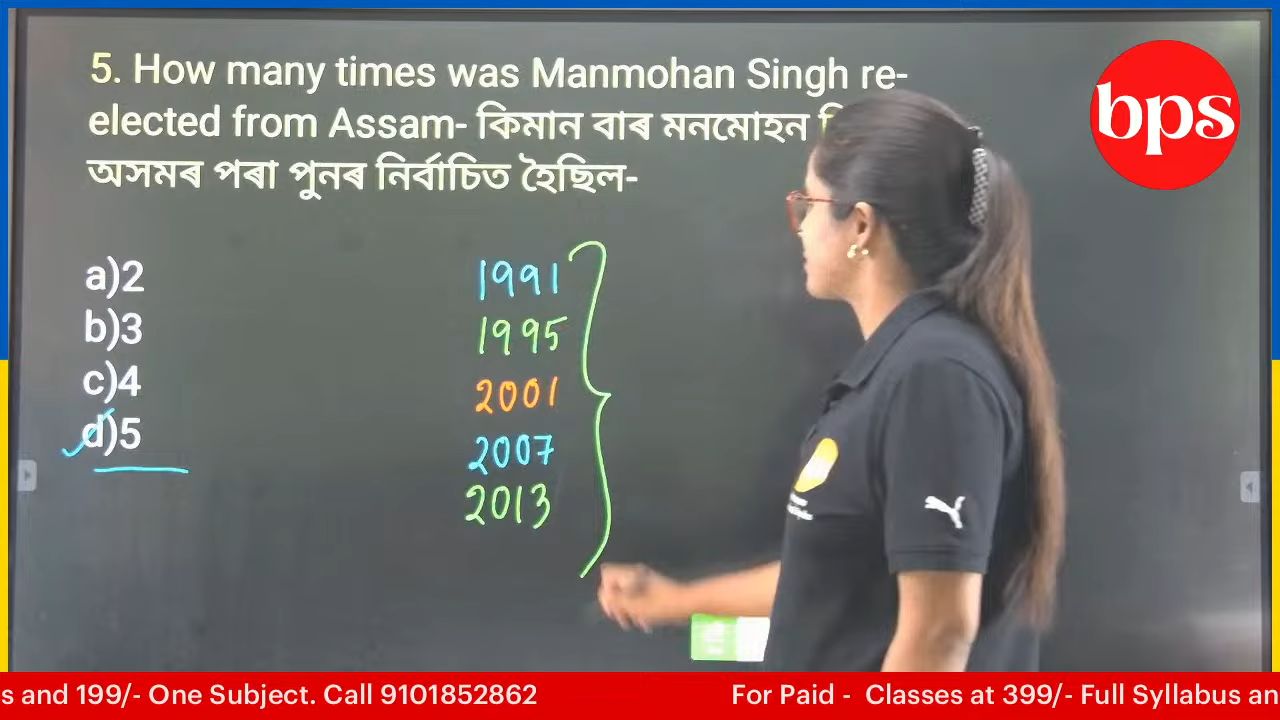 5. How many times was Manmohan Singh re-
elected from Assam- কিমান বাৰ মনমোহন
অসমৰ পৰা পুনৰ নিৰ্বাচিত হৈছিল-
a)2
b)3
c)4
d)5
1991
1995
2001
2007
2013
bps
s and 199/- One Subject. Call 9101852862
For Paid - Classes at 399/- Full Syllabus an